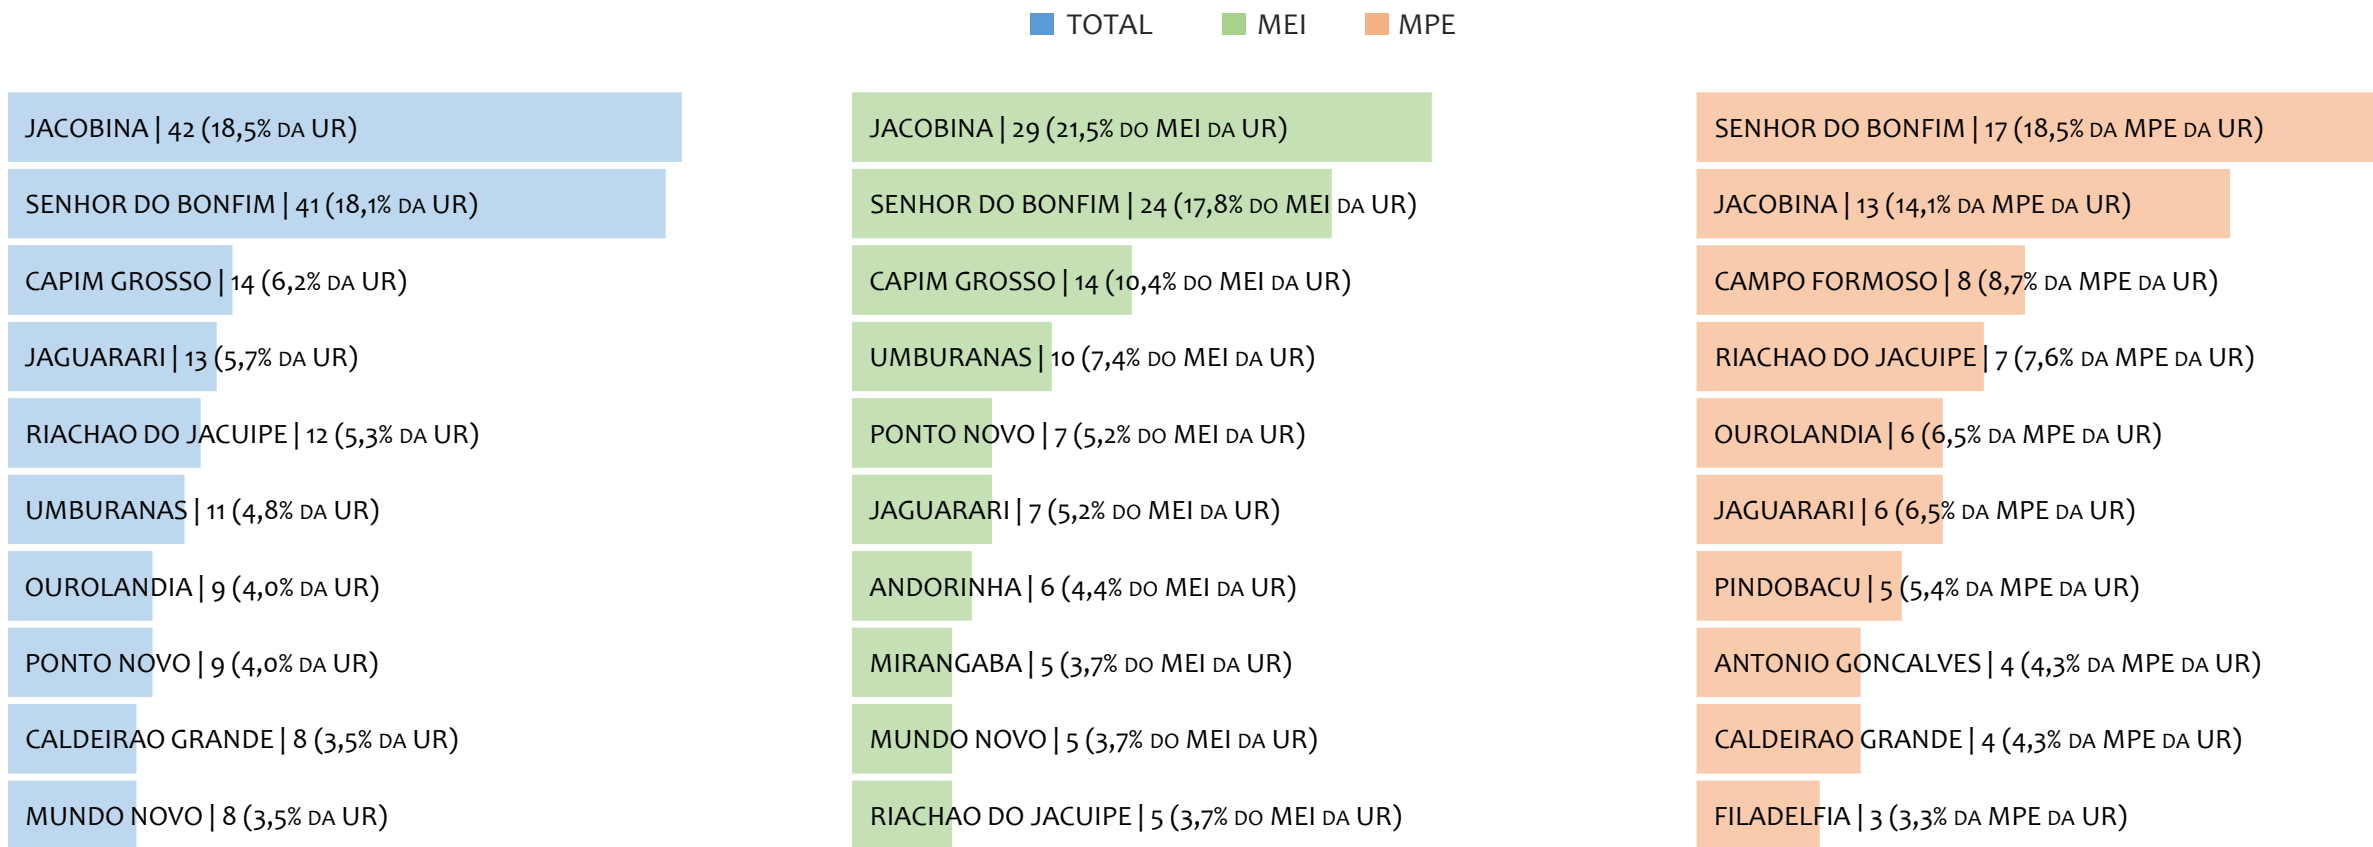 TOTAL MEI MPE
JACOBINA | 42 (18,5% DA UR)
SENHOR DO BONFIM | 41 (18,1% DA UR)
CAPIM GROSSO | 14 (6,2% DA UR)
JAGUARARI | 13 (5,7% DA UR)
RIACHAO DO JACUIPE | 12 (5,3% DA UR)
UMBURANAS | 11 (4,8% DA UR)
OUROLANDIA | 9 (4,0% DA UR)
PONTO NOVO | 9 (4,0% DA UR)
CALDEIRAO GRANDE | 8 (3,5% DA UR)
MUNDO NOVO | 8 (3,5% DA UR)
JACOBINA | 29 (21,5% DO MEI DA UR)
SENHOR DO BONFIM | 24 (17,8% DO MEI DA UR)
CAPIM GROSSO | 14 (10,4% DO MEI DA UR)
UMBURANAS | 10 (7,4% DO MEI DA UR)
PONTO NOVO | 7 (5,2% DO MEI DA UR)
JAGUARARI | 7 (5,2% DO MEI DA UR)
ANDORINHA | 6 (4,4% DO MEI DA UR)
MIRANGABA | 5 (3,7% DO MEI DA UR)
MUNDO NOVO | 5 (3,7% DO MEI DA UR)
RIACHAO DO JACUIPE | 5 (3,7% DO MEI DA UR)
SENHOR DO BONFIM | 17 (18,5% DA MPE DA UR)
JACOBINA | 13 (14,1% DA MPE DA UR)
CAMPO FORMOSO | 8 (8,7% DA MPE DA UR)
RIACHAO DO JACUIPE | 7 (7,6% DA MPE DA UR)
OUROLANDIA | 6 (6,5% DA MPE DA UR)
JAGUARARI | 6 (6,5% DA MPE DA UR)
PINDOBACU | 5 (5,4% DA MPE DA UR)
ANTONIO GONCALVES | 4 (4,3% DA MPE DA UR)
CALDEIRAO GRANDE | 4 (4,3% DA MPE DA UR)
FILADELFIA | 3 (3,3% DA MPE DA UR)